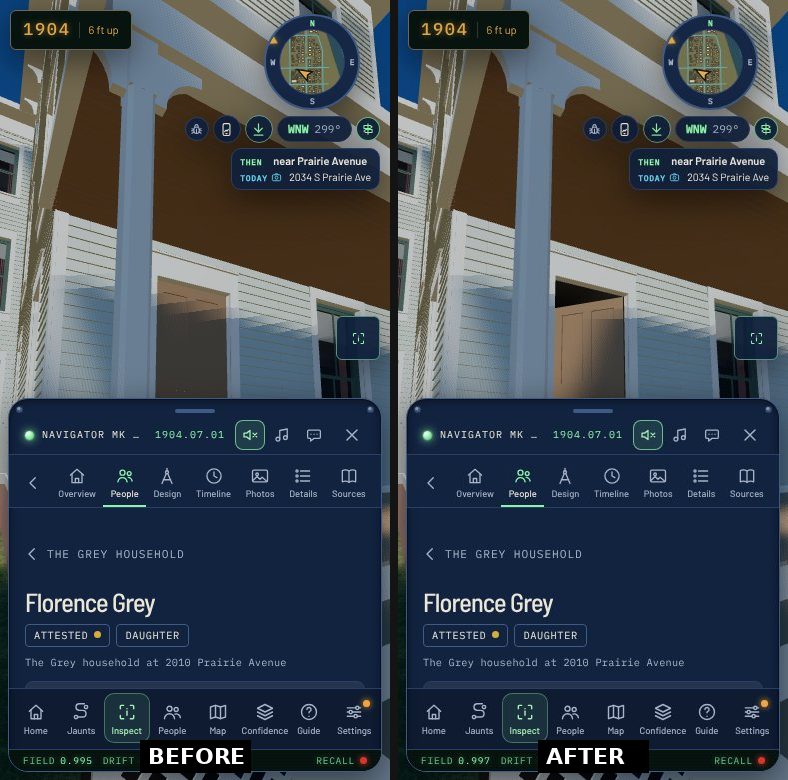 1904 6 ft up
N
W E
S
WNW 299°
THEN near Prairie Avenue
TODAY 2034 S Prairie Ave
NAVIGATOR MK … 1904.07.01
Overview People Design Timeline Photos Details Sources
THE GREY HOUSEHOLD
Florence Grey
ATTESTED DAUGHTER
The Grey household at 2010 Prairie Avenue
Home Jaunts Inspect People Map Confidence Guide Settings
FIELD 0.995 DRIFT RECALL
BEFORE
1904 6 ft up
N
W E
S
WNW 299°
THEN near Prairie Avenue
TODAY 2034 S Prairie Ave
NAVIGATOR MK … 1904.07.01
Overview People Design Timeline Photos Details Sources
THE GREY HOUSEHOLD
Florence Grey
ATTESTED DAUGHTER
The Grey household at 2010 Prairie Avenue
Home Jaunts Inspect People Map Confidence Guide Settings
FIELD 0.997 DRIFT RECALL
AFTER